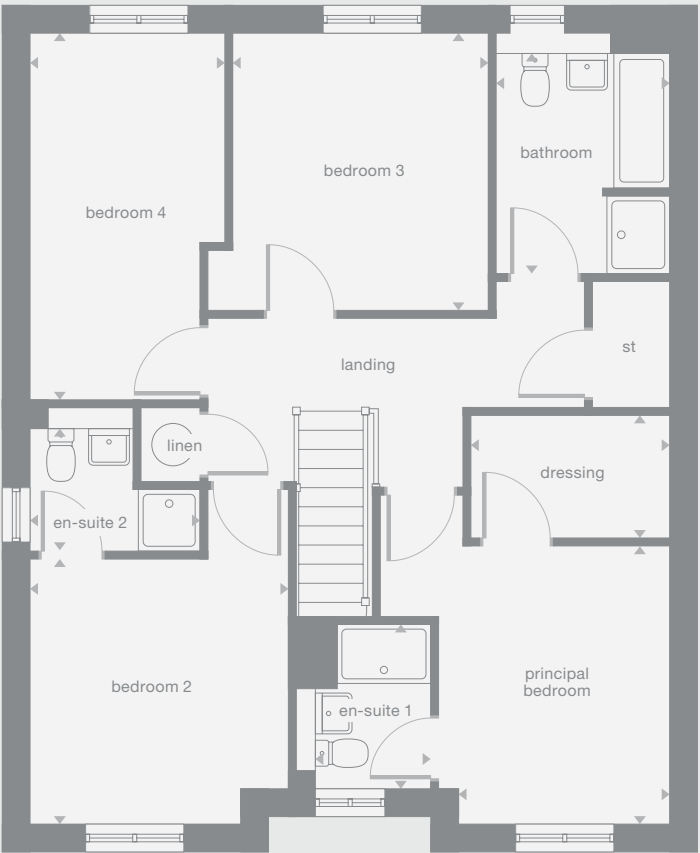 bathroom
bedroom 3
bedroom 4
st
landing
linen
dressing
en-suite 2
principal
bedroom
bedroom 2
en-suite 1